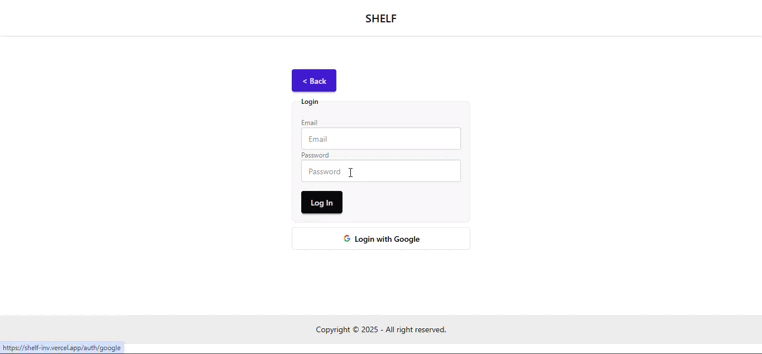 SHELF
< Back
Login
Email
Email
Password
Password
Log In
Login with Google
Copyright © 2025 - All right reserved.
https://shelf-inv.vercel.app/auth/google